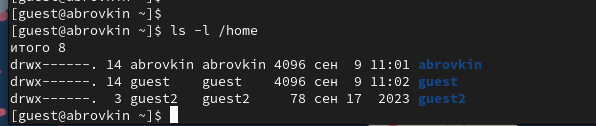 [guest@abrovkin ~]$
[guest@abrovkin ~]$
[guest@abrovkin ~]$ ls -l /home
итого 8
drwx------. 14 abrovkin abrovkin 4096 сен  9 11:01 abrovkin
drwx------. 14 guest    guest    4096 сен  9 11:02 guest
drwx------.  3 guest2   guest2     78 сен 17  2023 guest2
[guest@abrovkin ~]$